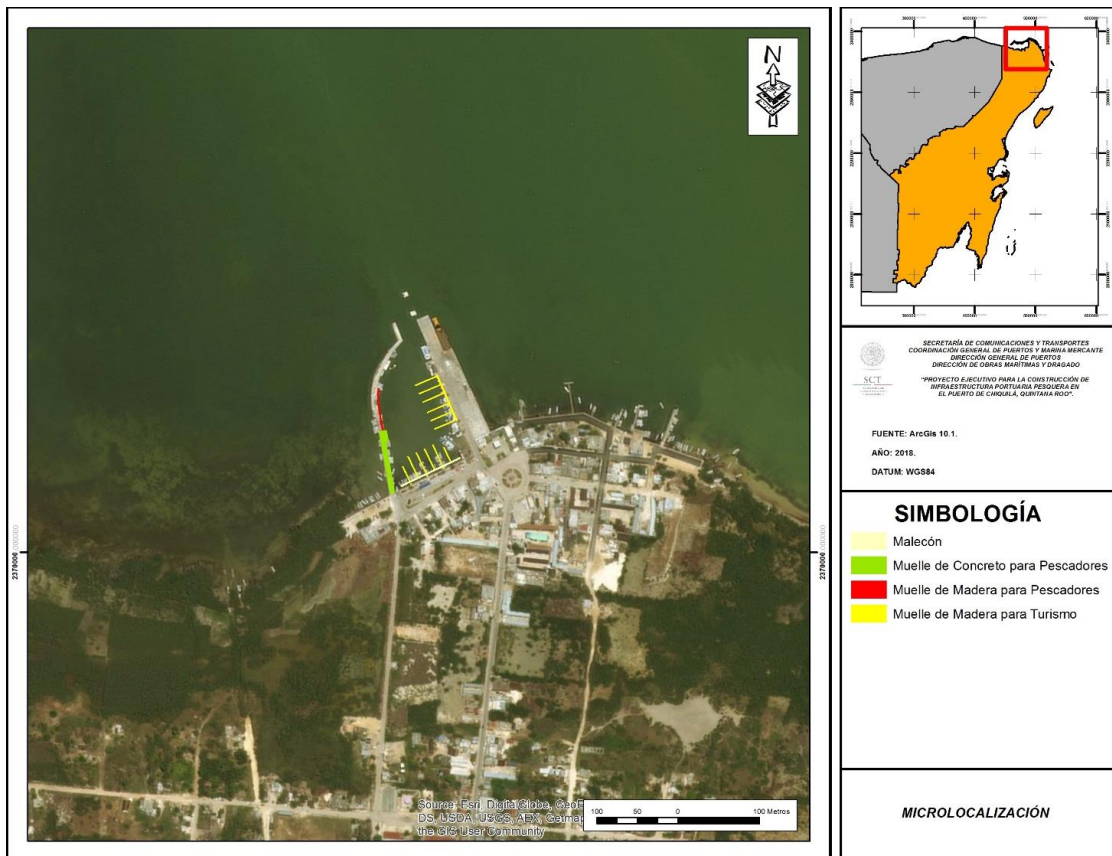 N
SECRETARÍA DE COMUNICACIONES Y TRANSPORTES
COORDINACIÓN GENERAL DE PUERTOS Y MARINA MERCANTE
DIRECCIÓN GENERAL DE PUERTOS
DIRECCIÓN DE OBRAS MARÍTIMAS Y DRAGADO
SCT
"PROYECTO EJECUTIVO PARA LA CONSTRUCCIÓN DE
INFRAESTRUCTURA PORTUARIA PESQUERA EN
EL PUERTO DE CHIQUILÁ, QUINTANA ROO".
FUENTE: ArcGis 10.1.
AÑO: 2018.
DATUM: WGS84
SIMBOLOGÍA
Malecón
Muelle de Concreto para Pescadores
Muelle de Madera para Pescadores
Muelle de Madera para Turismo
2370000
2370000
Source: Esri, DigitalGlobe, GeoE
DS, USDA, USGS, AEX, Getmap
the GIS User Community
100 50 0 100 Metros
MICROLOCALIZACIÓN